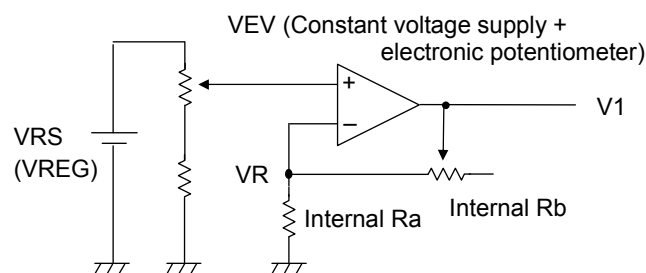 VEV (Constant voltage supply +
electronic potentiometer)
+
−
V1
VRS
(VREG)
VR
Internal Ra
Internal Rb